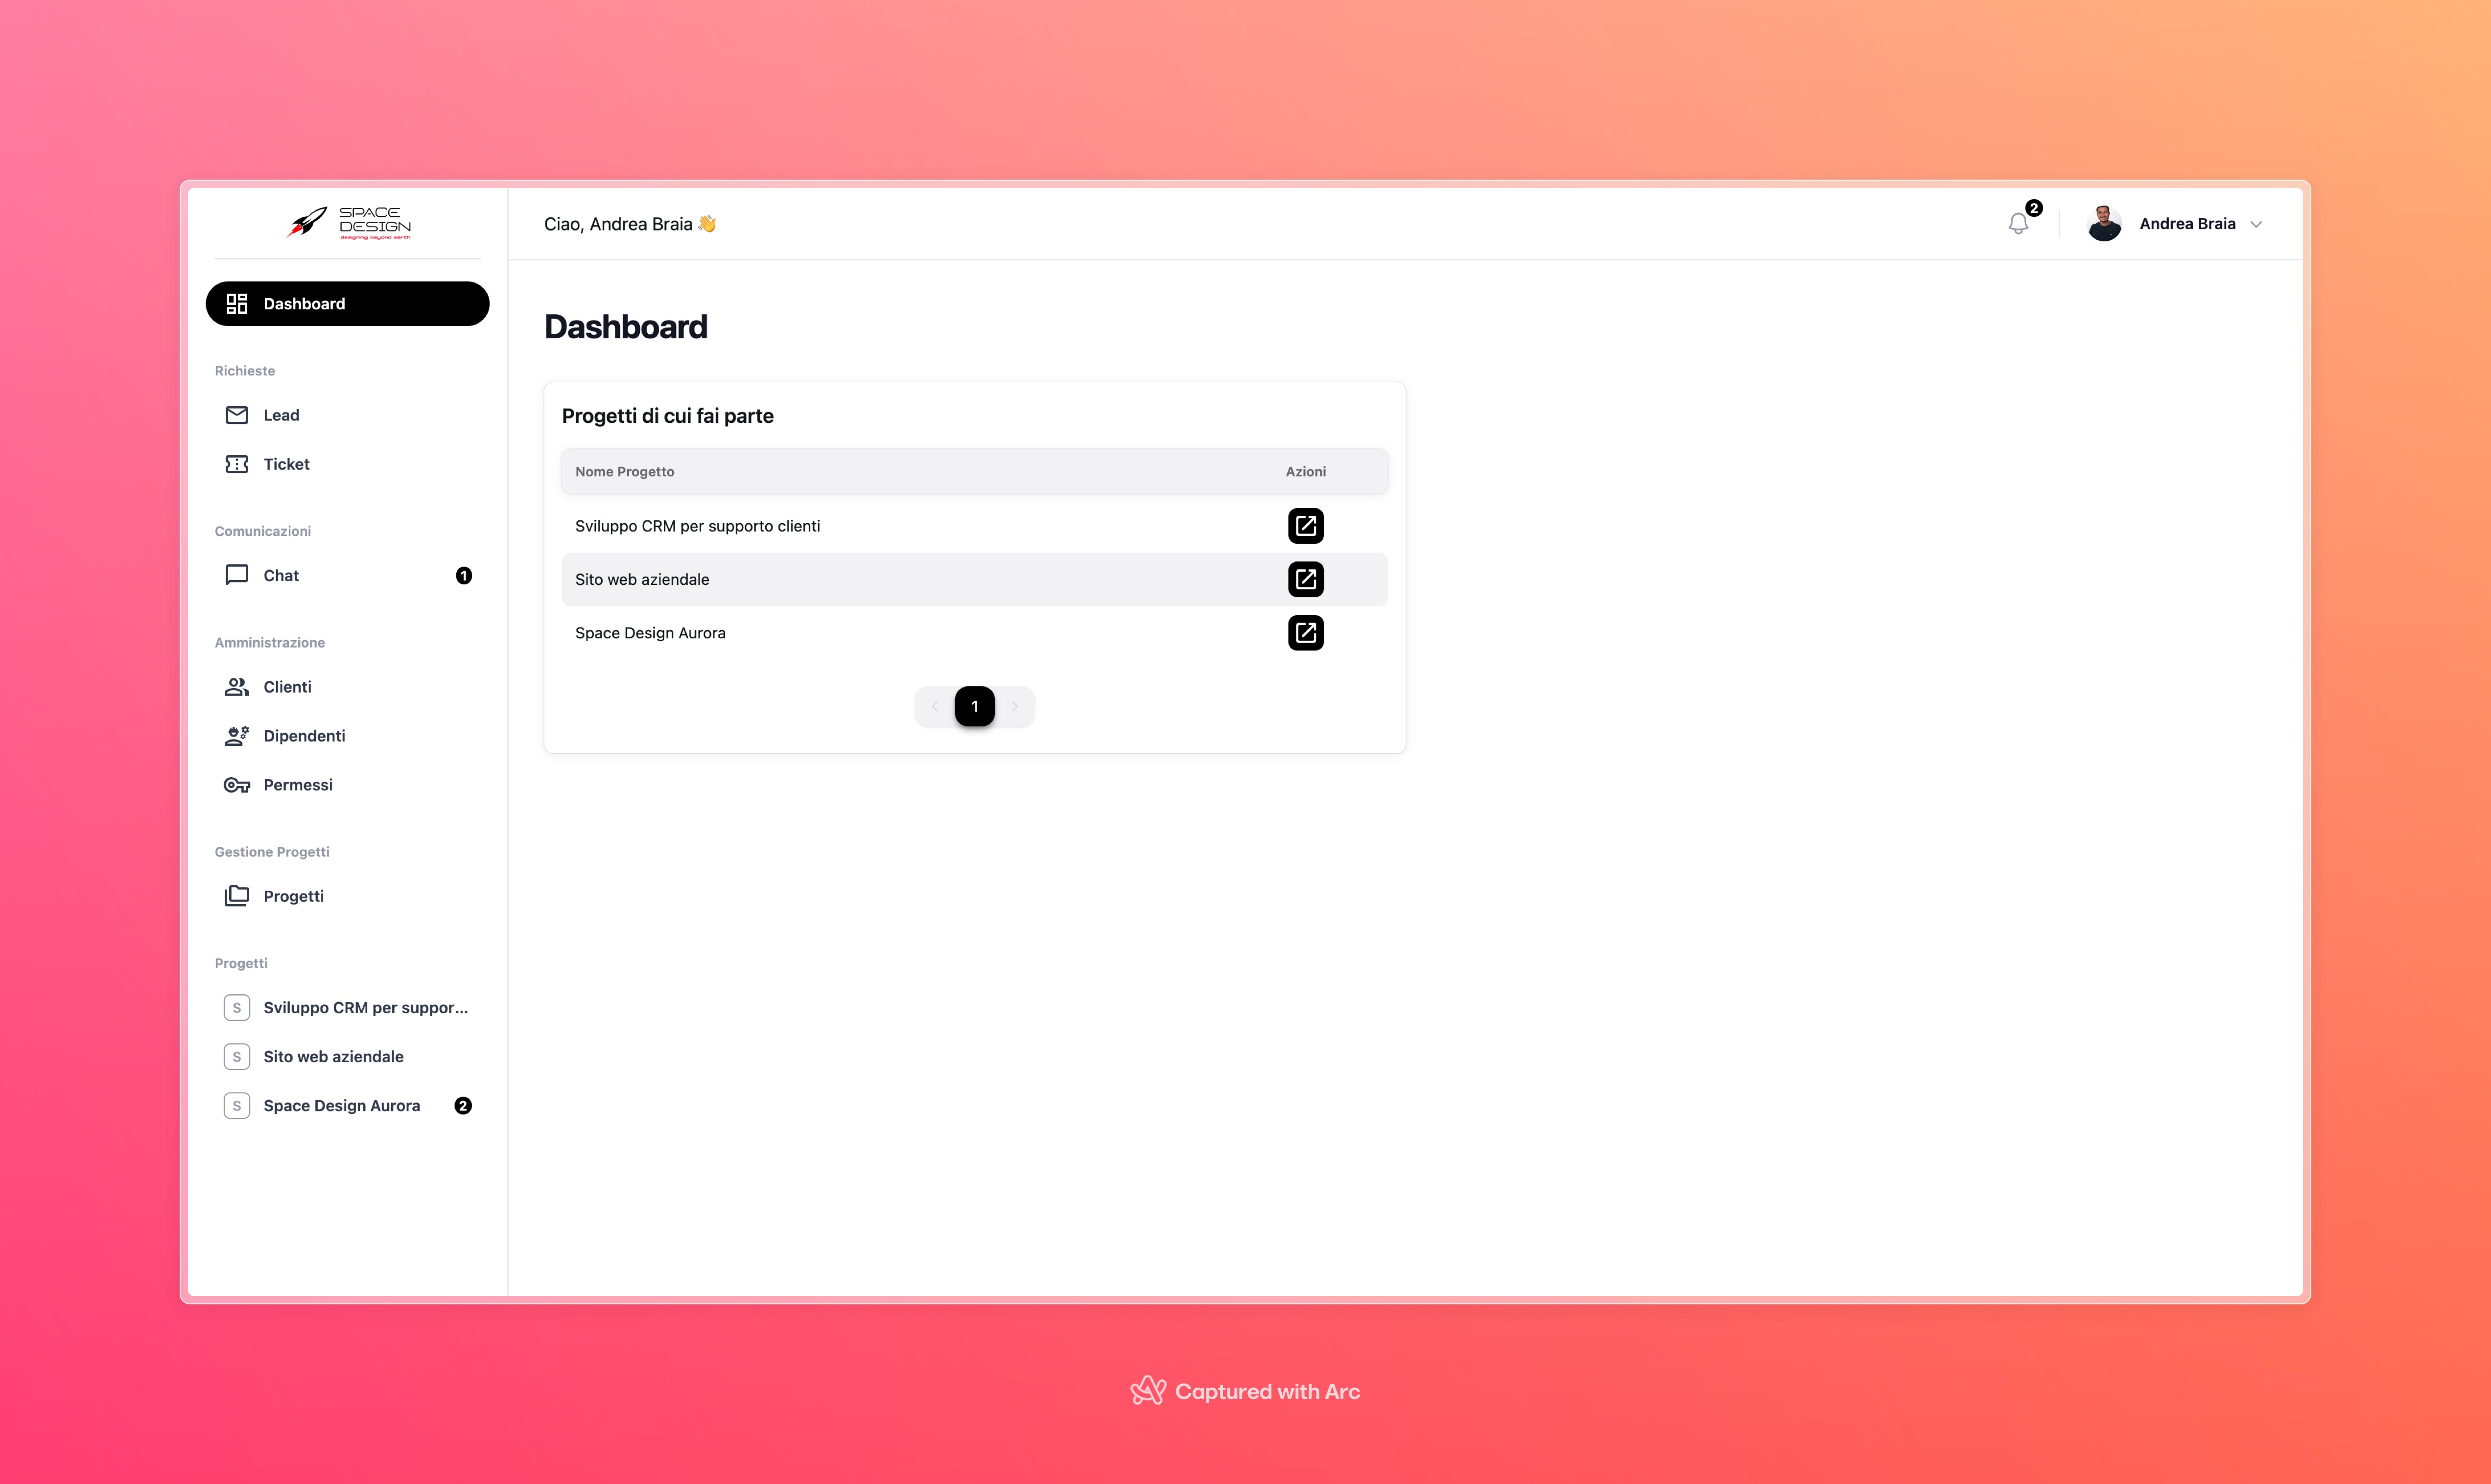 SPACE
DESIGN
designing beyond earth
Dashboard
Richieste
Lead
Ticket
Comunicazioni
Chat 1
Amministrazione
Clienti
Dipendenti
Permessi
Gestione Progetti
Progetti
Progetti
S Sviluppo CRM per suppor...
S Sito web aziendale
S Space Design Aurora 2
Ciao, Andrea Braia 👋
2
Andrea Braia
Dashboard
Progetti di cui fai parte
Nome Progetto Azioni
Sviluppo CRM per supporto clienti
Sito web aziendale
Space Design Aurora
1
Captured with Arc